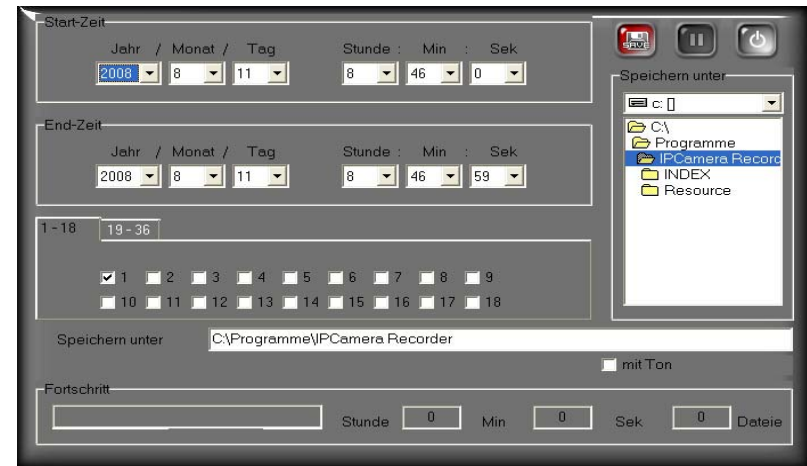 Start-Zeit
Jahr / Monat / Tag Stunde : Min : Sek
2008 8 11 8 46 0
SAVE
Speichern unter
c: []
C:\
Programme
IPCamera Record
INDEX
Resource
End-Zeit
Jahr / Monat / Tag Stunde : Min : Sek
2008 8 11 8 46 59
1 - 18 19 - 36
1 2 3 4 5 6 7 8 9
10 11 12 13 14 15 16 17 18
Speichern unter C:\Programme\IPCamera Recorder
mit Ton
Fortschritt
Stunde 0 Min 0 Sek 0 Dateie